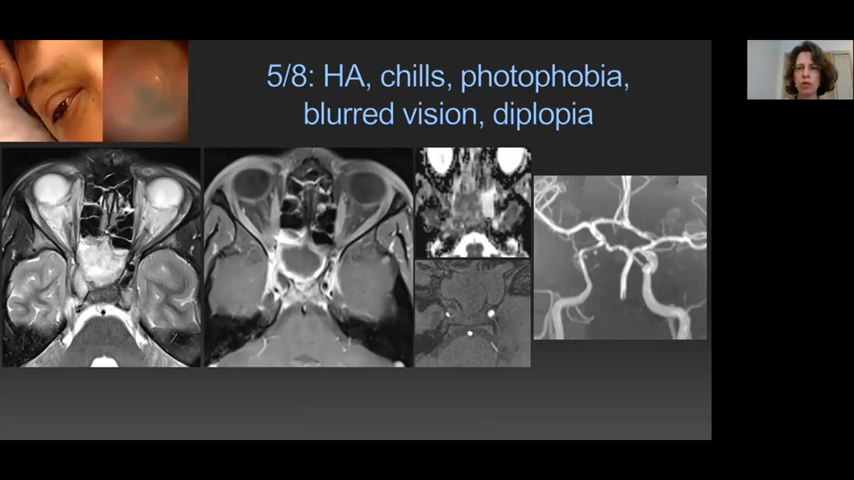 5/8: HA, chills, photophobia,
blurred vision, diplopia